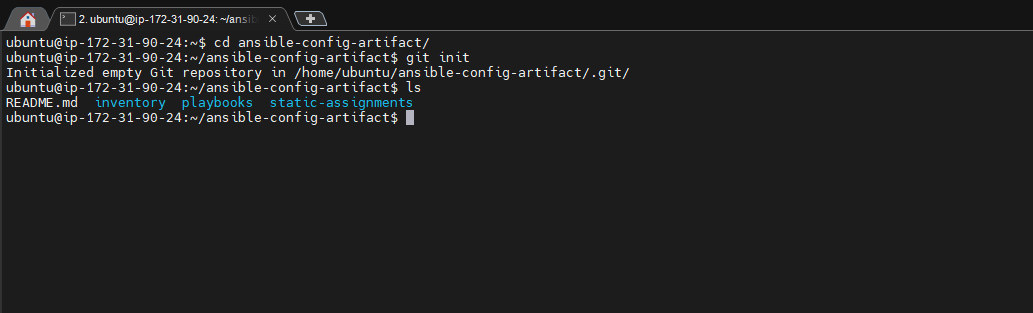 2. ubuntu@ip-172-31-90-24: ~/ansib
ubuntu@ip-172-31-90-24:~$ cd ansible-config-artifact/
ubuntu@ip-172-31-90-24:~/ansible-config-artifact$ git init
Initialized empty Git repository in /home/ubuntu/ansible-config-artifact/.git/
ubuntu@ip-172-31-90-24:~/ansible-config-artifact$ ls
README.md  inventory  playbooks  static-assignments
ubuntu@ip-172-31-90-24:~/ansible-config-artifact$